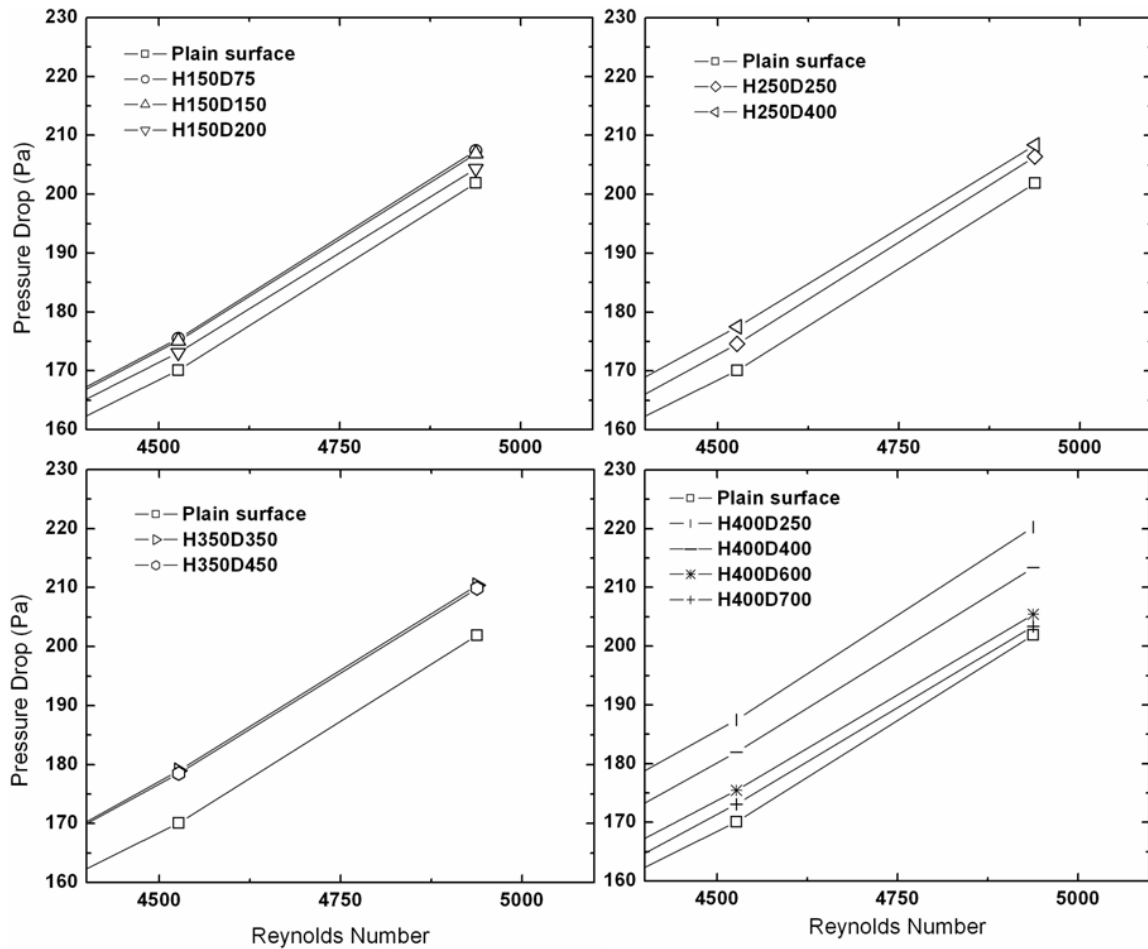 230
220
210
200
190
180
170
160
Pressure Drop (Pa)
Plain surface
H150D75
H150D150
H150D200
4500
4750
5000
230
220
210
200
190
180
170
160
Plain surface
H250D250
H250D400
4500
4750
5000
230
220
210
200
190
180
170
160
Pressure Drop (Pa)
Plain surface
H350D350
H350D450
4500
4750
5000
Reynolds Number
230
220
210
200
190
180
170
160
Plain surface
H400D250
H400D400
H400D600
H400D700
4500
4750
5000
Reynolds Number